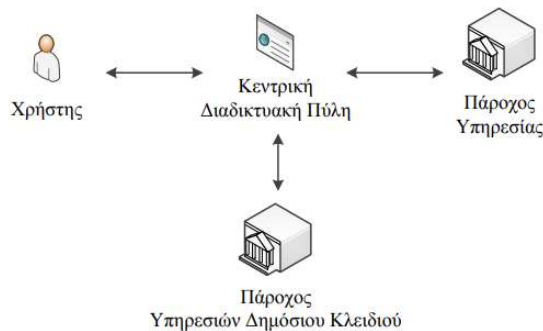 Χρήστης
Κεντρική
Διαδικτυακή Πύλη
Πάροχος
Υπηρεσίας
Πάροχος
Υπηρεσιών Δημόσιου Κλειδιού